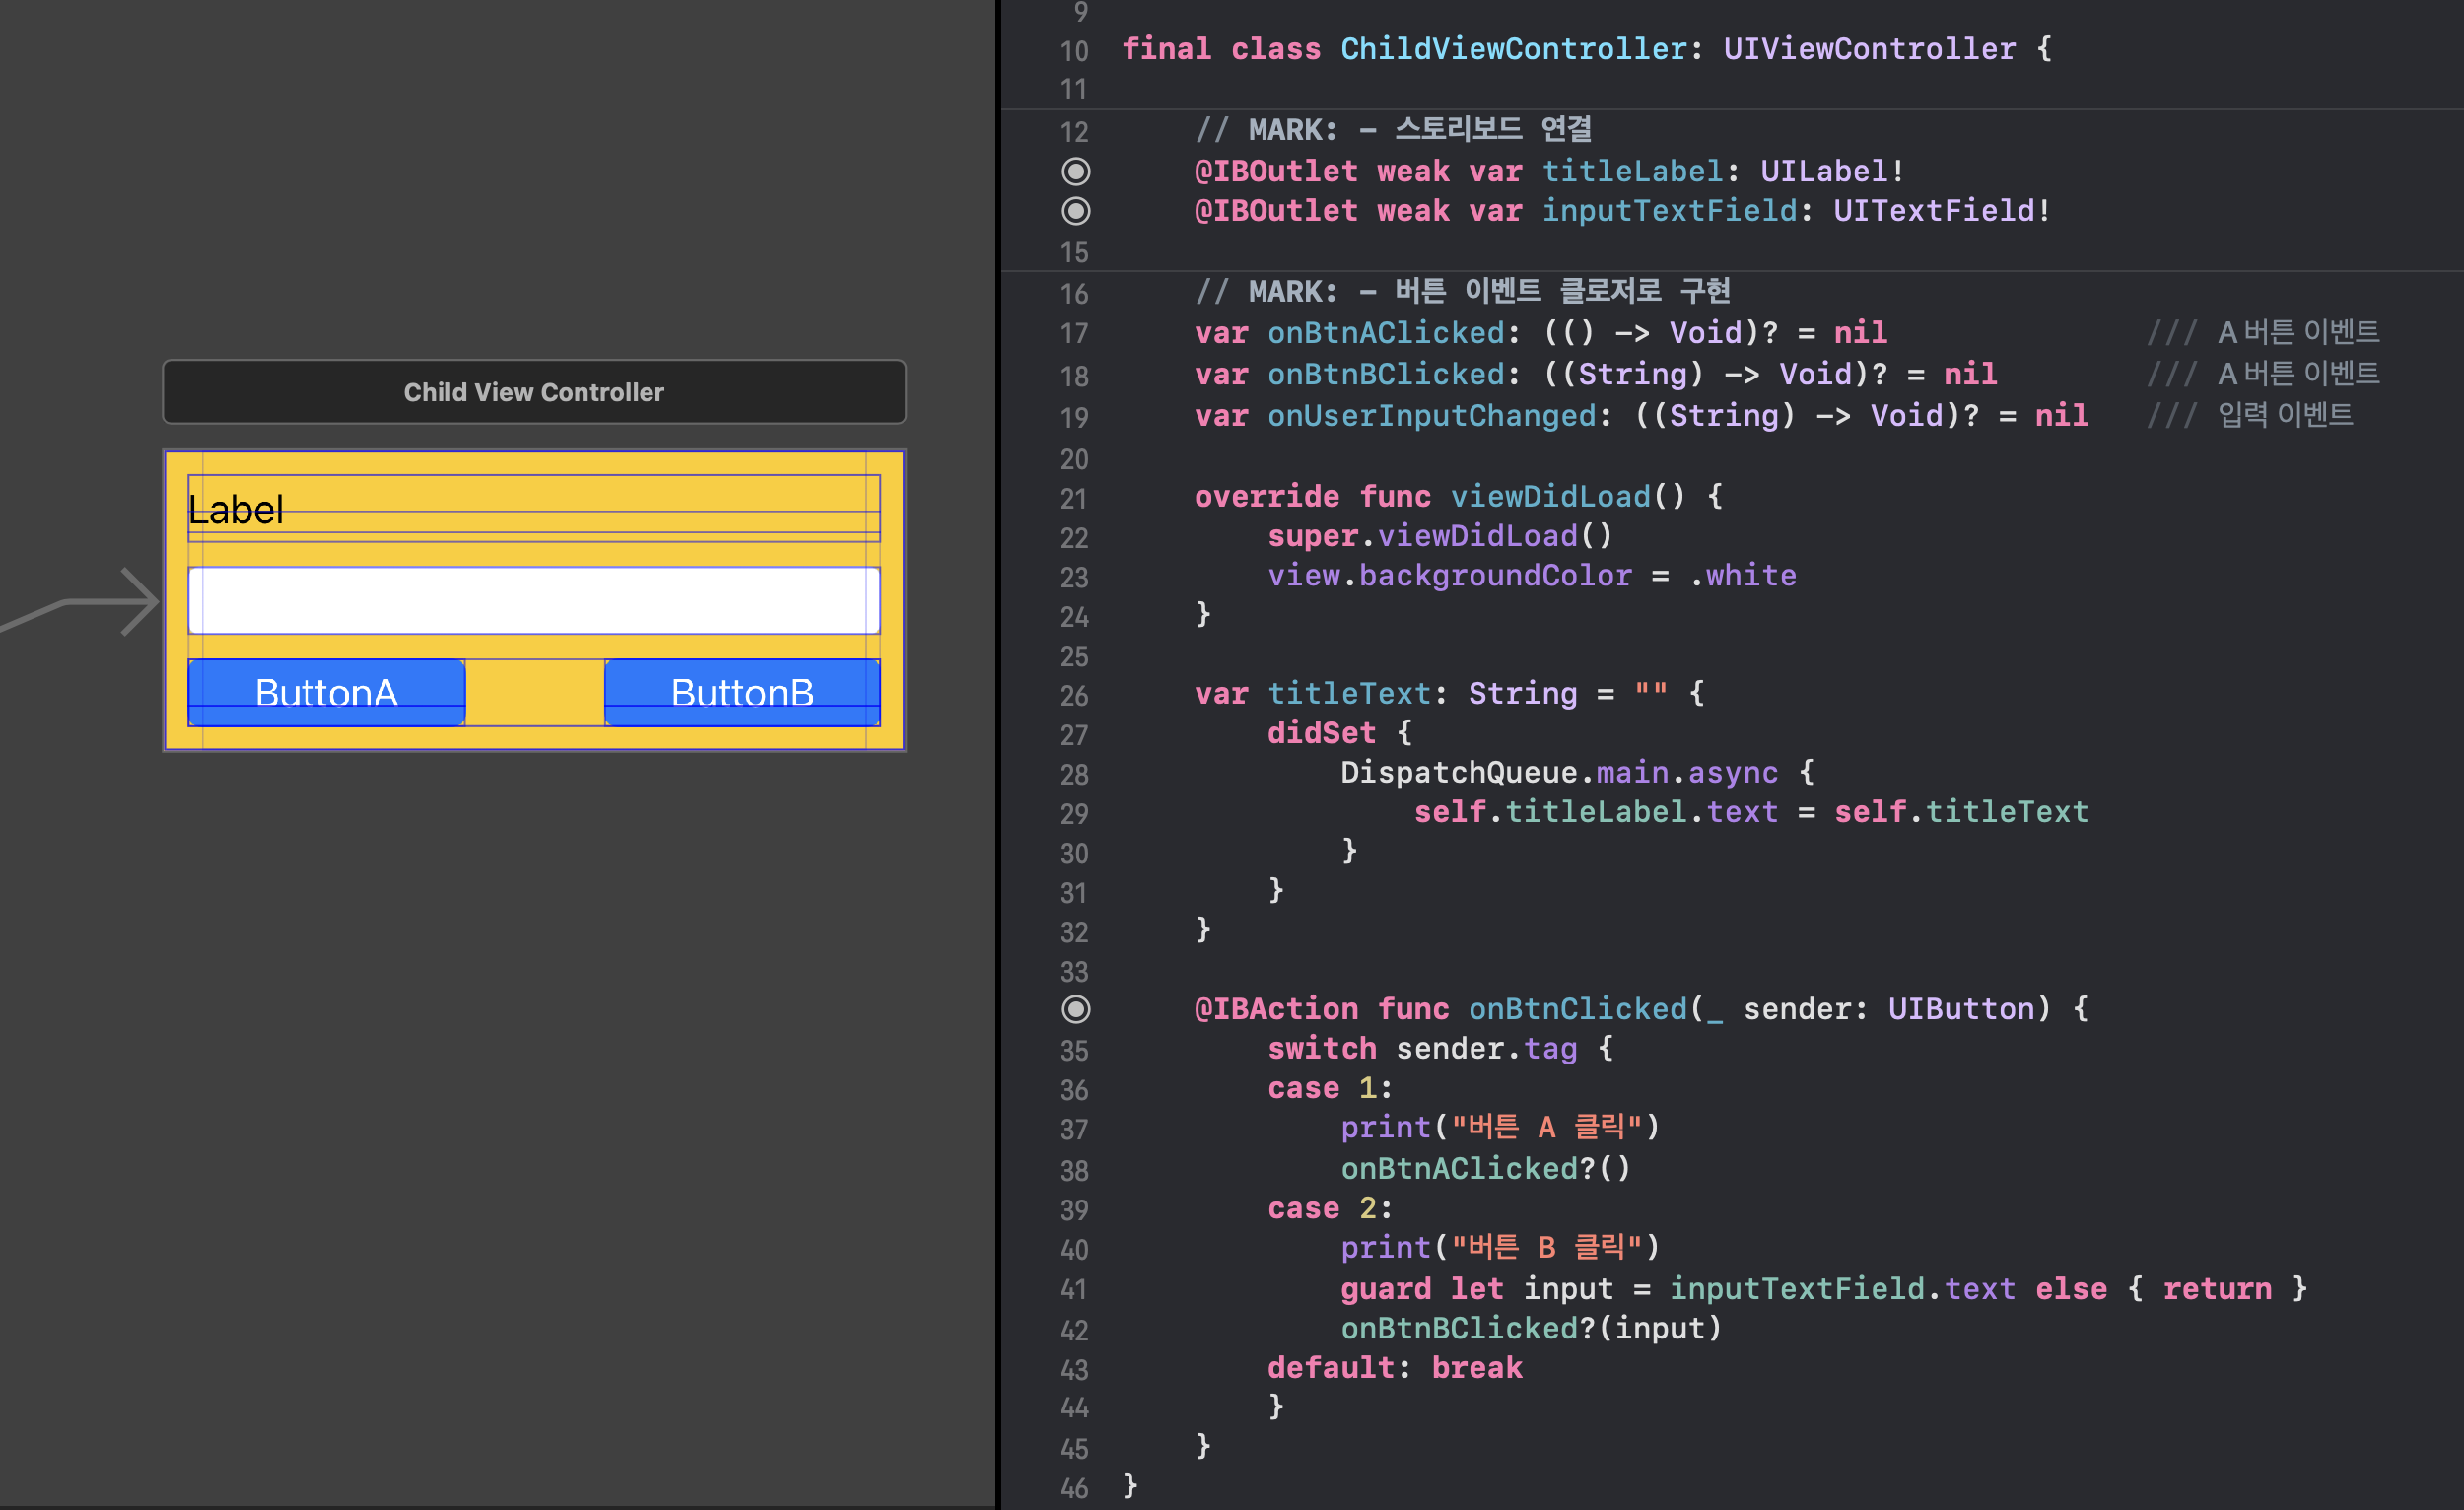 Child View Controller
Label
ButtonA ButtonB
9
10 final class ChildViewController: UIViewController {
11
12 // MARK: - 스토리보드 연결
@IBOutlet weak var titleLabel: UILabel!
@IBOutlet weak var inputTextField: UITextField!
15
16 // MARK: - 버튼 이벤트 클로저로 구현
17 var onBtnAClicked: (() -> Void)? = nil /// A 버튼 이벤트
18 var onBtnBClicked: ((String) -> Void)? = nil /// A 버튼 이벤트
19 var onUserInputChanged: ((String) -> Void)? = nil /// 입력 이벤트
20
21 override func viewDidLoad() {
22 super.viewDidLoad()
23 view.backgroundColor = .white
24 }
25
26 var titleText: String = "" {
27 didSet {
28 DispatchQueue.main.async {
29 self.titleLabel.text = self.titleText
30 }
31 }
32 }
33
@IBAction func onBtnClicked(_ sender: UIButton) {
35 switch sender.tag {
36 case 1:
37 print("버튼 A 클릭")
38 onBtnAClicked?()
39 case 2:
40 print("버튼 B 클릭")
41 guard let input = inputTextField.text else { return }
42 onBtnBClicked?(input)
43 default: break
44 }
45 }
46 }